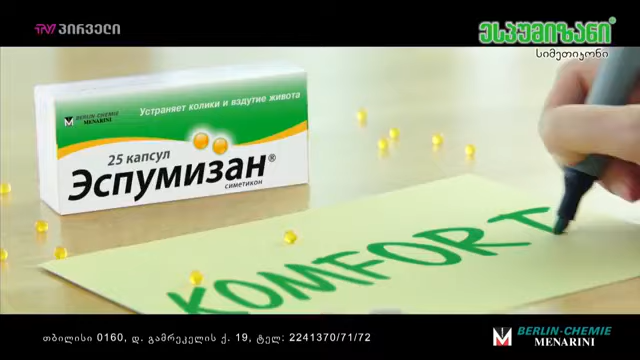 TV პირველი
ესპუმიზანი®
სიმეთიკონი
BERLIN-CHEMIE
MENARINI
Устраняет колики и вздутие живота
25 капсул
Эспумизан®
симетикон
KOMFORT
თბილისი 0160, დ. გამრეკელის ქ. 19, ტელ: 2241370/71/72
BERLIN-CHEMIE
MENARINI